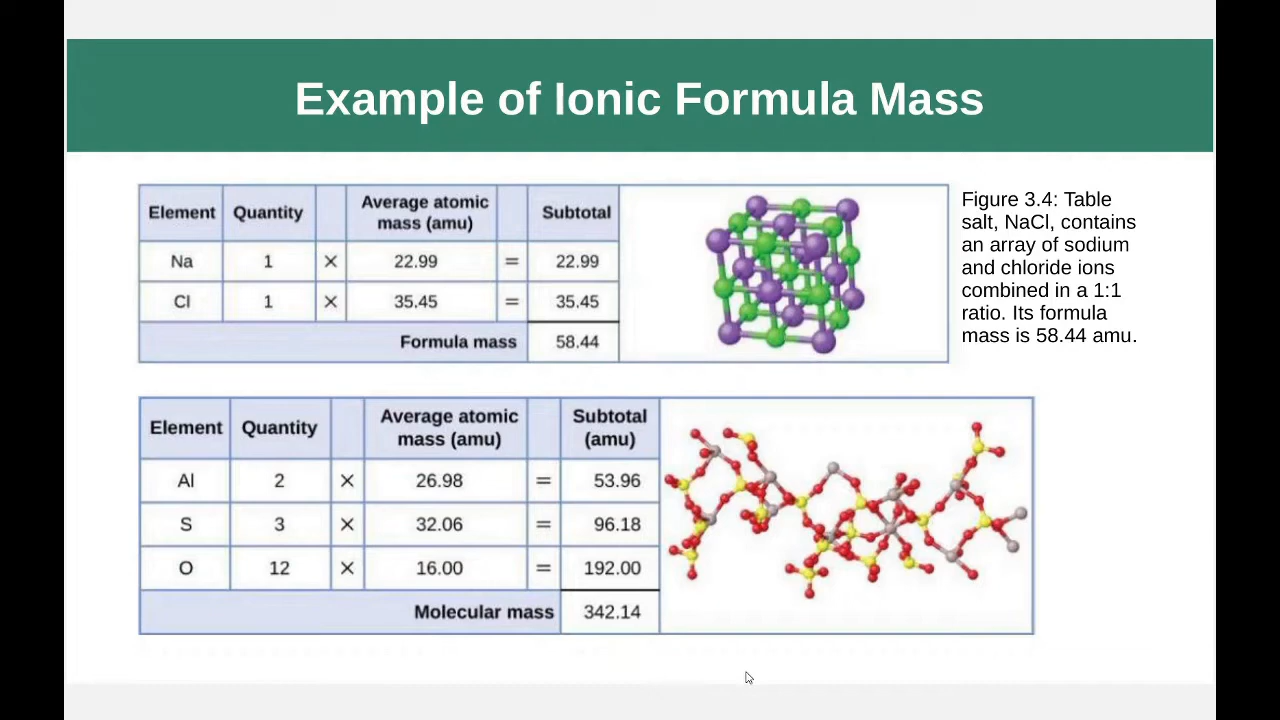 Example of Ionic Formula Mass
Element Quantity Average atomic mass (amu) Subtotal
Na 1 × 22.99 = 22.99
Cl 1 × 35.45 = 35.45
Formula mass 58.44
Figure 3.4: Table
salt, NaCl, contains
an array of sodium
and chloride ions
combined in a 1:1
ratio. Its formula
mass is 58.44 amu.
Element Quantity Average atomic mass (amu) Subtotal (amu)
Al 2 × 26.98 = 53.96
S 3 × 32.06 = 96.18
O 12 × 16.00 = 192.00
Molecular mass 342.14